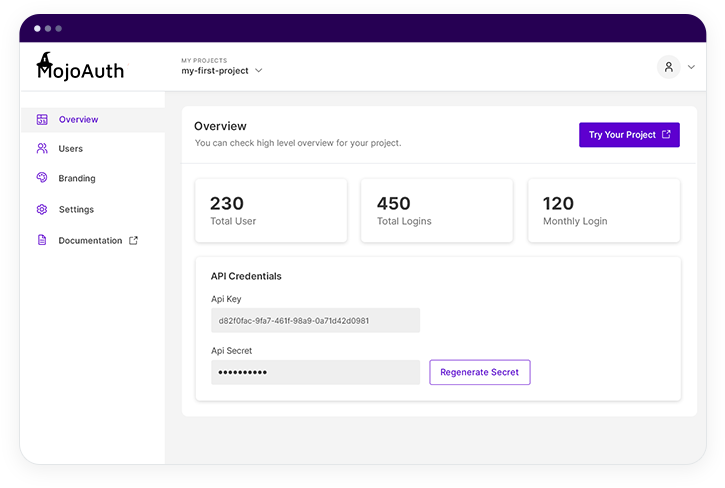 MojoAuth
MY PROJECTS
my-first-project
Overview
Users
Branding
Settings
Documentation
Overview
You can check high level overview for your project.
Try Your Project
230
Total User
450
Total Logins
120
Monthly Login
API Credentials
Api Key
d82f0fac-9fa7-461f-98a9-0a71d42d0981
Api Secret
••••••••••
Regenerate Secret